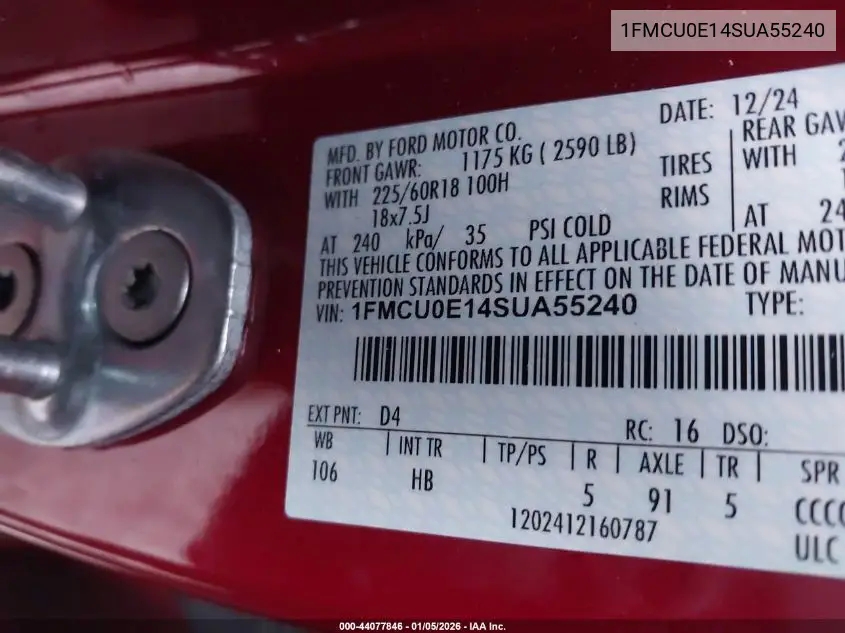 1FMCU0E14SUA55240
DATE: 12/24
MFD. BY FORD MOTOR CO.
FRONT GAWR: 1175 KG ( 2590 LB)
WITH 225/60R18 100H TIRES
18x7.5J RIMS
AT 240 kPa/ 35 PSI COLD
REAR GAW
WITH 2
AT 24
THIS VEHICLE CONFORMS TO ALL APPLICABLE FEDERAL MOT
PREVENTION STANDARDS IN EFFECT ON THE DATE OF MANU
VIN: 1FMCU0E14SUA55240 TYPE:
EXT PNT: D4 RC: 16 DSO:
WB | INT TR | TP/PS | R | AXLE | TR | SPR
106 HB 5 91 5 CCCC
1202412160787 ULC
000-44077846 - 01/05/2026 - IAA Inc.